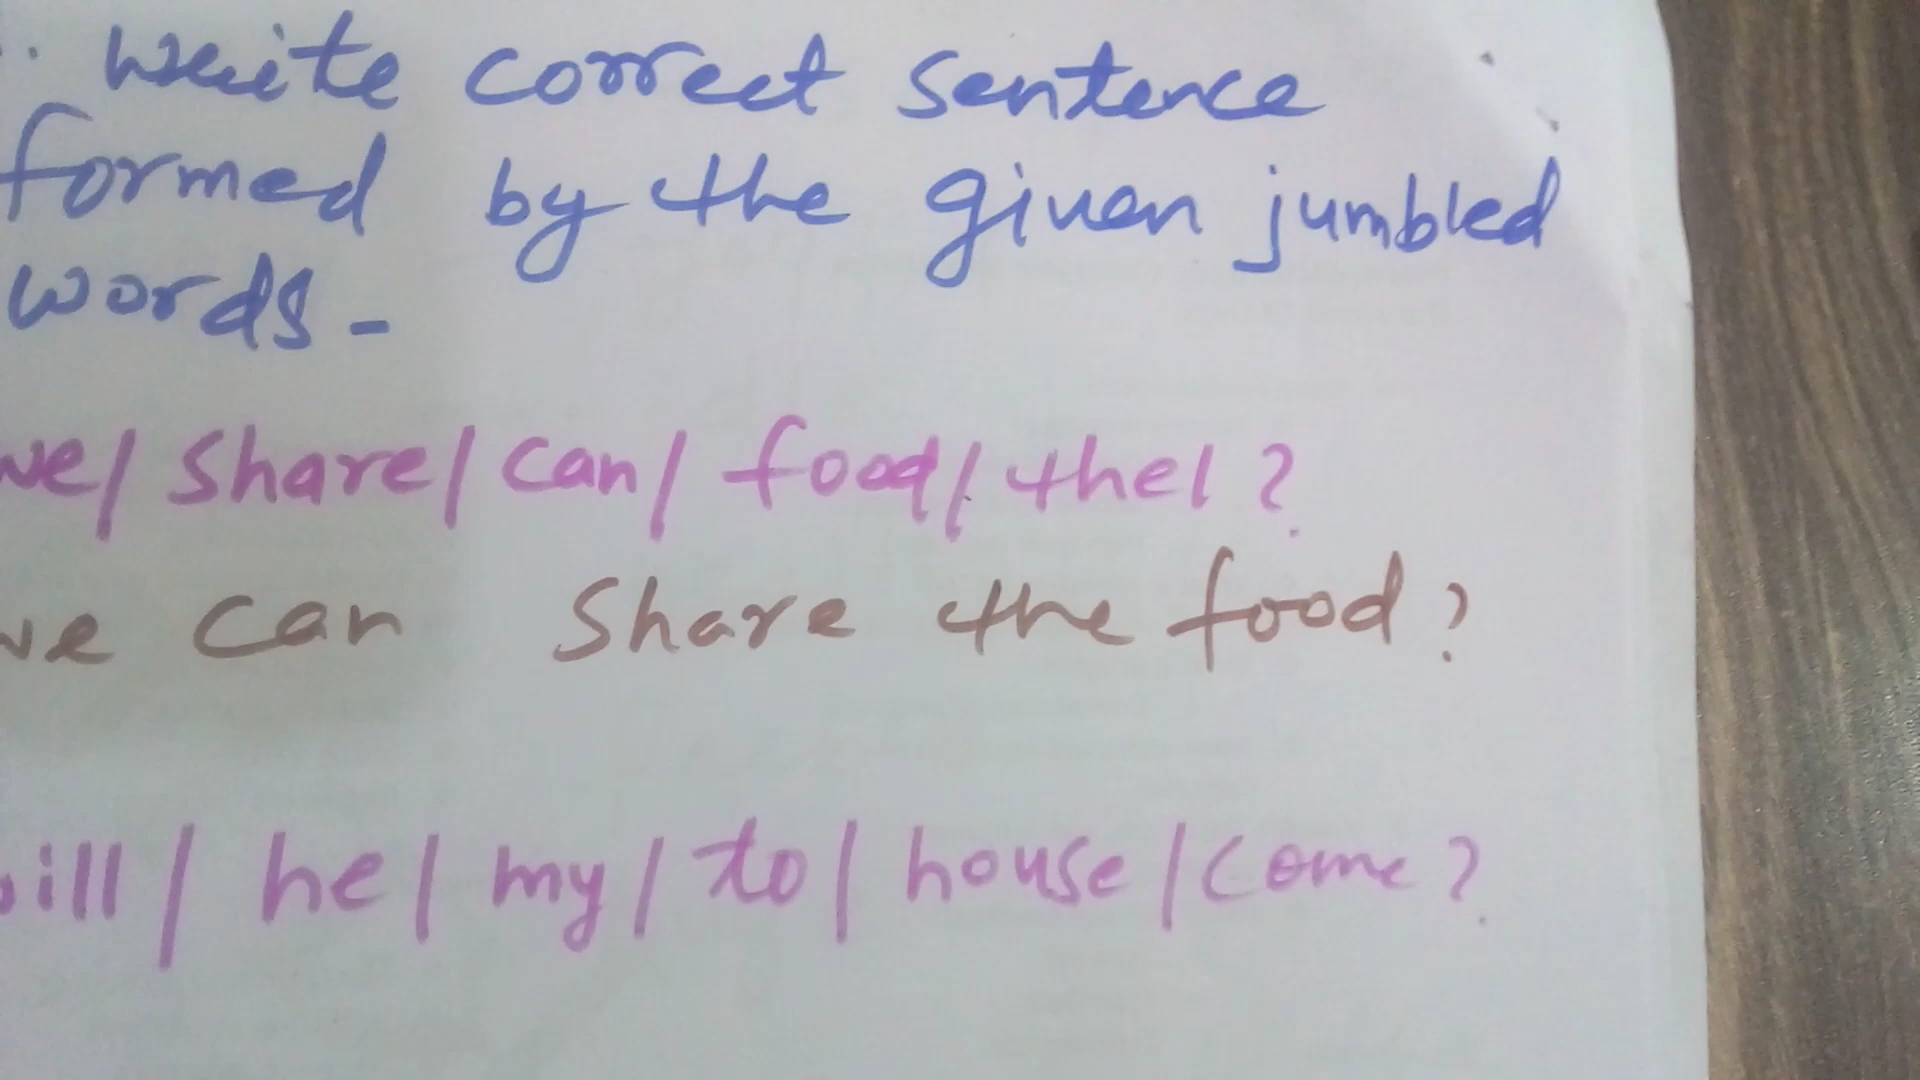 Write correct sentence
formed by the given jumbled
words-
we/ share/ can/ food/ the/ ?
we can share the food?
will/ he/ my/ to/ house/ come?